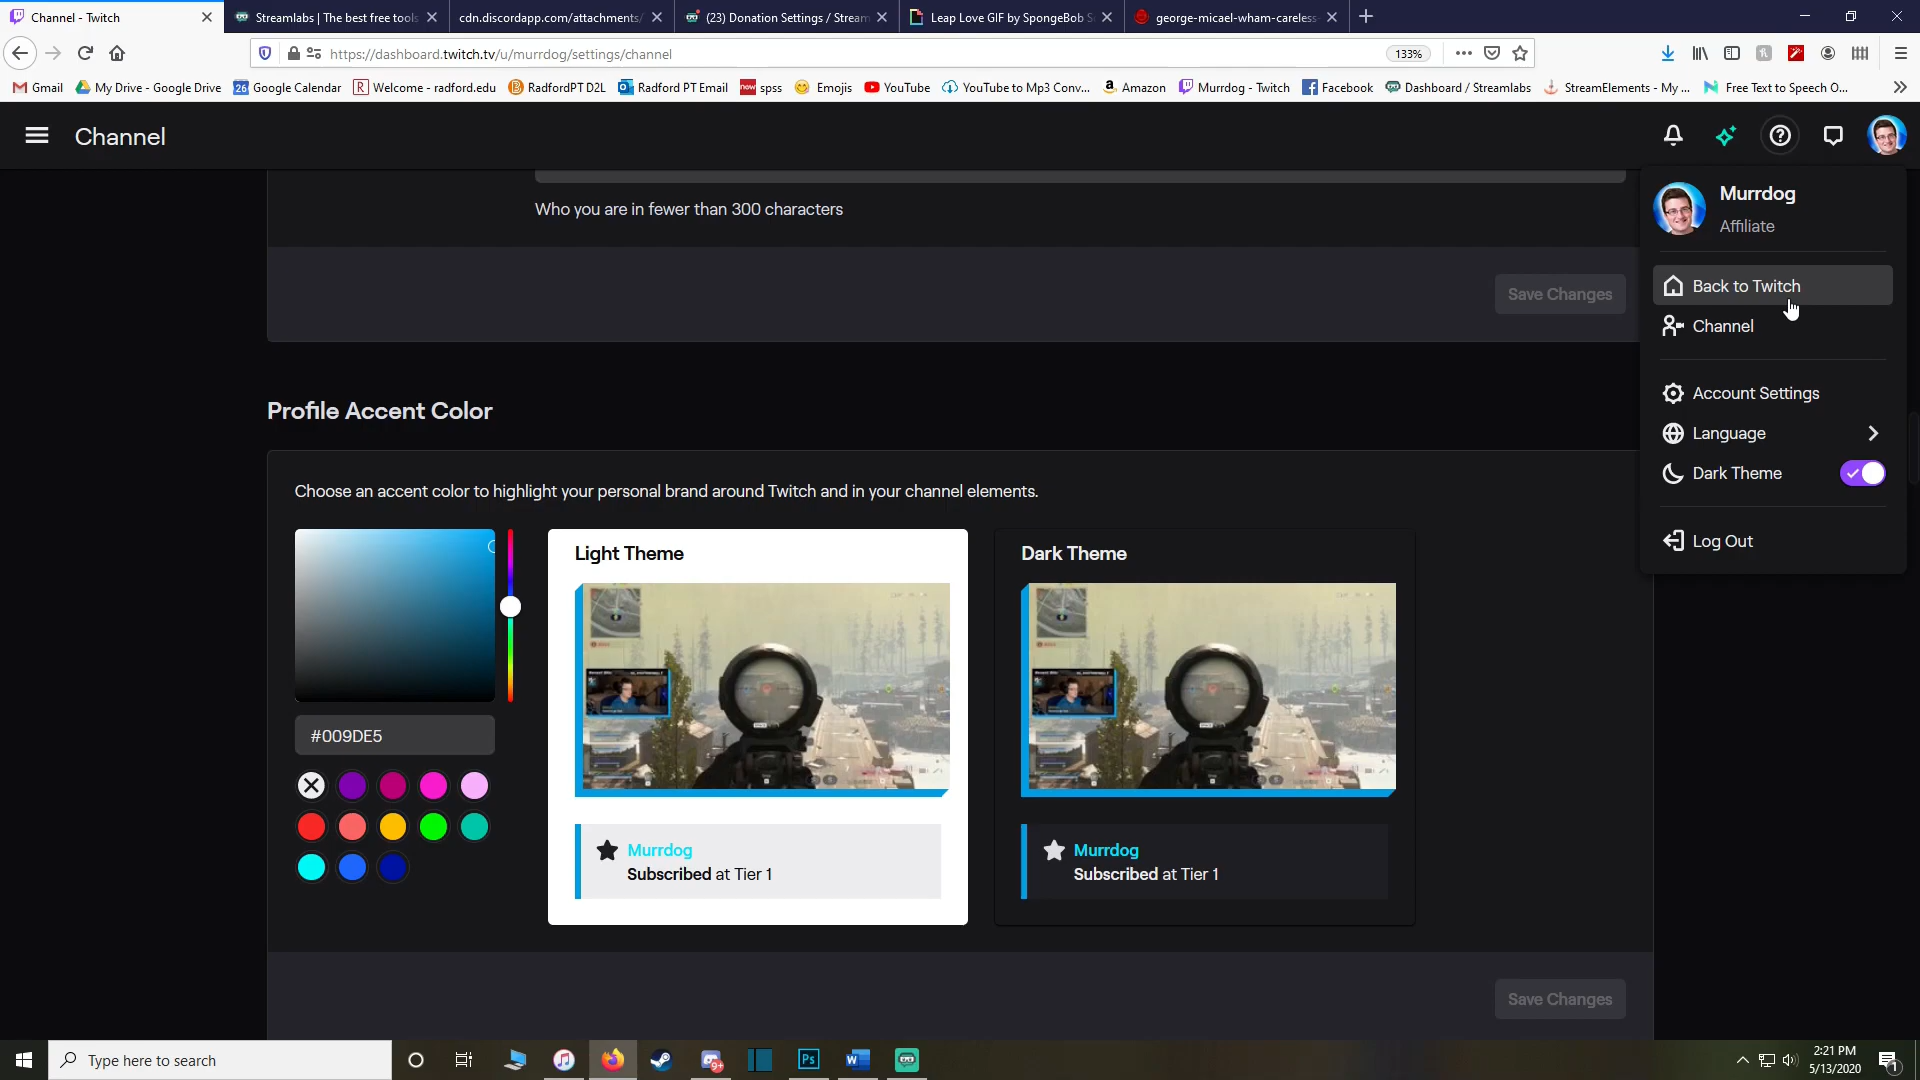 Channel - Twitch
Streamlabs | The best free tools
cdn.discordapp.com/attachments/
(23) Donation Settings / Stream
Leap Love GIF by SpongeBob S
george-micael-wham-careless-
https://dashboard.twitch.tv/u/murrdog/settings/channel
133%
Gmail
My Drive - Google Drive
26
Google Calendar
R
Welcome - radford.edu
RadfordPT D2L
Radford PT Email
now
spss
Emojis
YouTube
YouTube to Mp3 Conv...
Amazon
Murrdog - Twitch
Facebook
Dashboard / Streamlabs
StreamElements - My ...
Free Text to Speech O...
Channel
Who you are in fewer than 300 characters
Save Changes
Murrdog
Affiliate
Back to Twitch
Channel
Account Settings
Language
Dark Theme
Log Out
Profile Accent Color
Choose an accent color to highlight your personal brand around Twitch and in your channel elements.
#009DE5
Light Theme
Murrdog
Subscribed at Tier 1
Dark Theme
Murrdog
Subscribed at Tier 1
Save Changes
Type here to search
9+
Ps
W
2:21 PM
5/13/2020
1